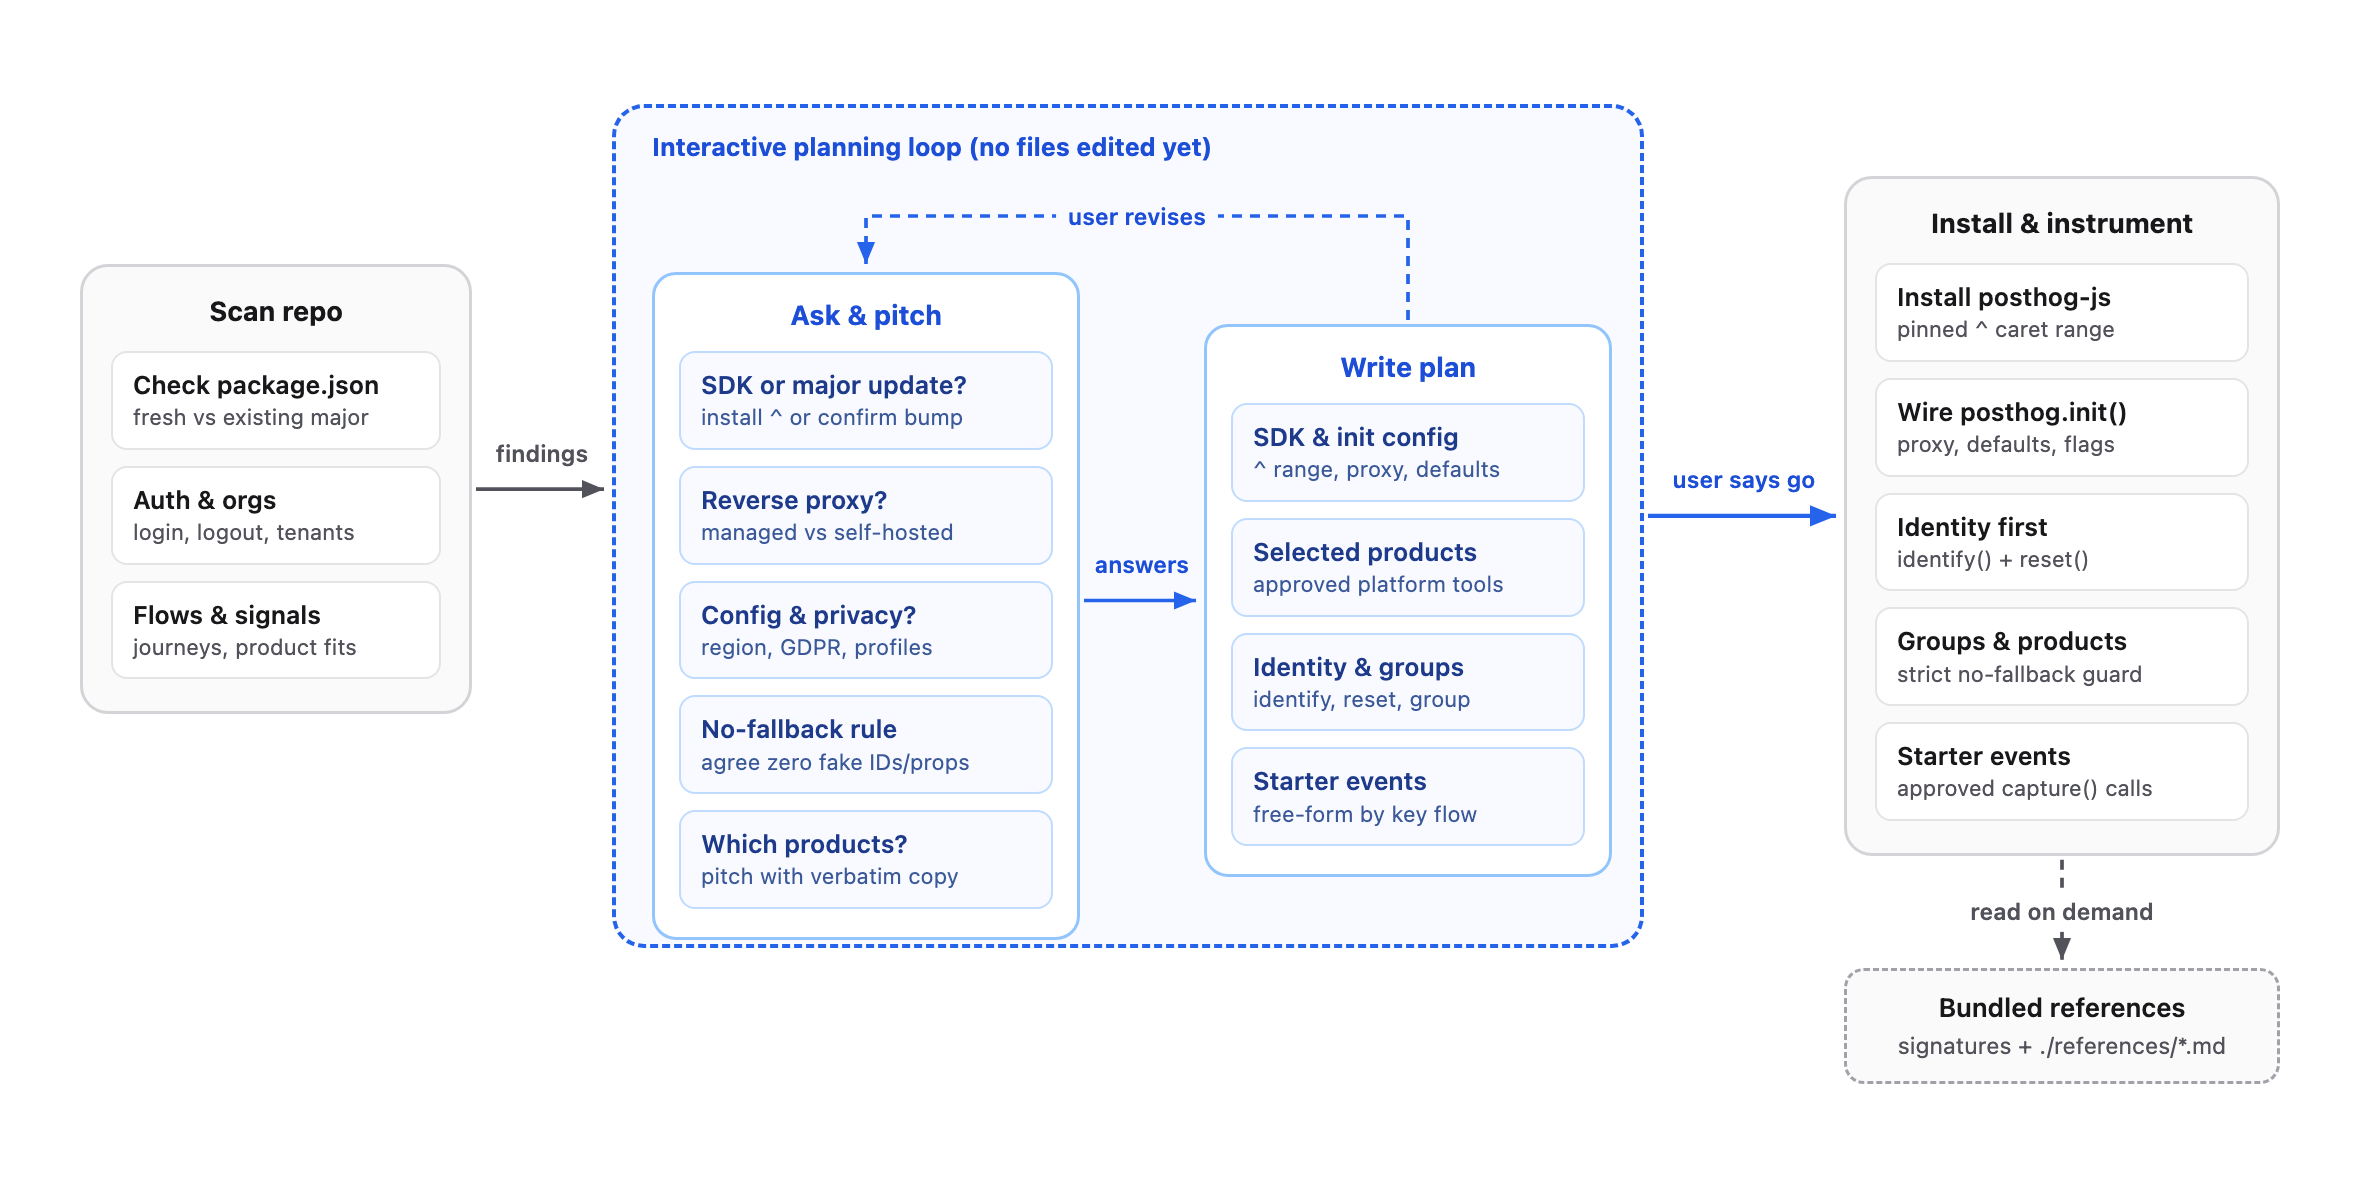 Interactive planning loop (no files edited yet)
user revises
Scan repo
Check package.json
fresh vs existing major
Auth & orgs
login, logout, tenants
Flows & signals
journeys, product fits
findings
Ask & pitch
SDK or major update?
install ^ or confirm bump
Reverse proxy?
managed vs self-hosted
Config & privacy?
region, GDPR, profiles
No-fallback rule
agree zero fake IDs/props
Which products?
pitch with verbatim copy
answers
Write plan
SDK & init config
^ range, proxy, defaults
Selected products
approved platform tools
Identity & groups
identify, reset, group
Starter events
free-form by key flow
user says go
Install & instrument
Install posthog-js
pinned ^ caret range
Wire posthog.init()
proxy, defaults, flags
Identity first
identify() + reset()
Groups & products
strict no-fallback guard
Starter events
approved capture() calls
read on demand
Bundled references
signatures + ./references/*.md